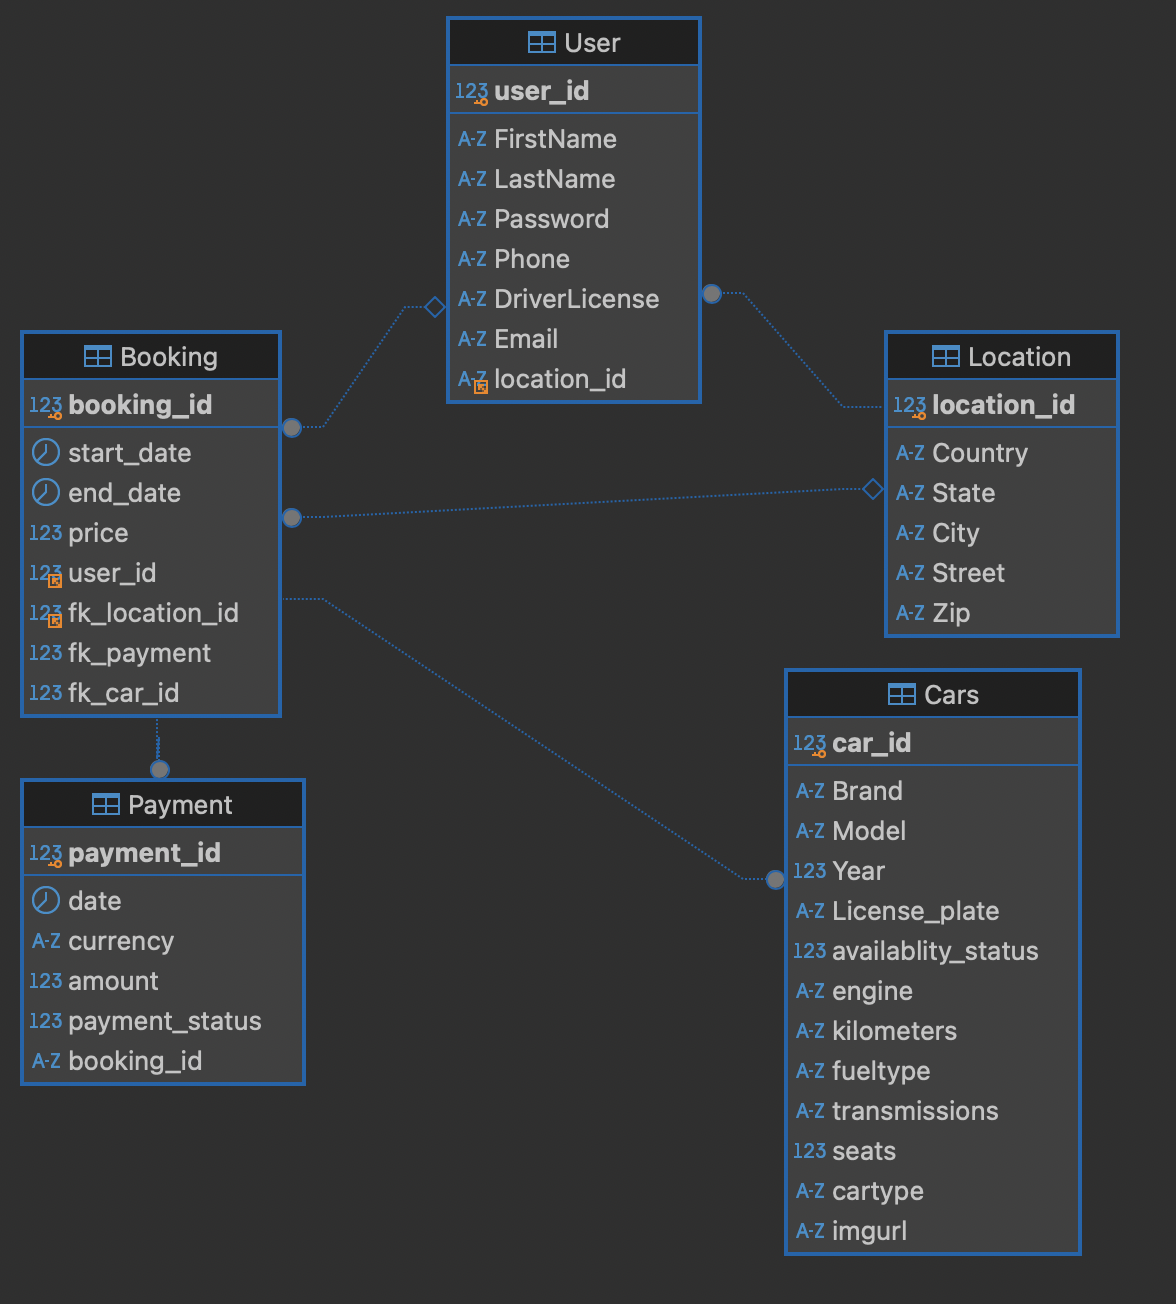 User
123 user_id
A-Z FirstName
A-Z LastName
A-Z Password
A-Z Phone
A-Z DriverLicense
A-Z Email
A-Z location_id
Booking
123 booking_id
start_date
end_date
123 price
123 user_id
123 fk_location_id
123 fk_payment
123 fk_car_id
Location
123 location_id
A-Z Country
A-Z State
A-Z City
A-Z Street
A-Z Zip
Payment
123 payment_id
date
A-Z currency
123 amount
123 payment_status
A-Z booking_id
Cars
123 car_id
A-Z Brand
A-Z Model
123 Year
A-Z License_plate
123 availablity_status
A-Z engine
A-Z kilometers
A-Z fueltype
A-Z transmissions
123 seats
A-Z cartype
A-Z imgurl